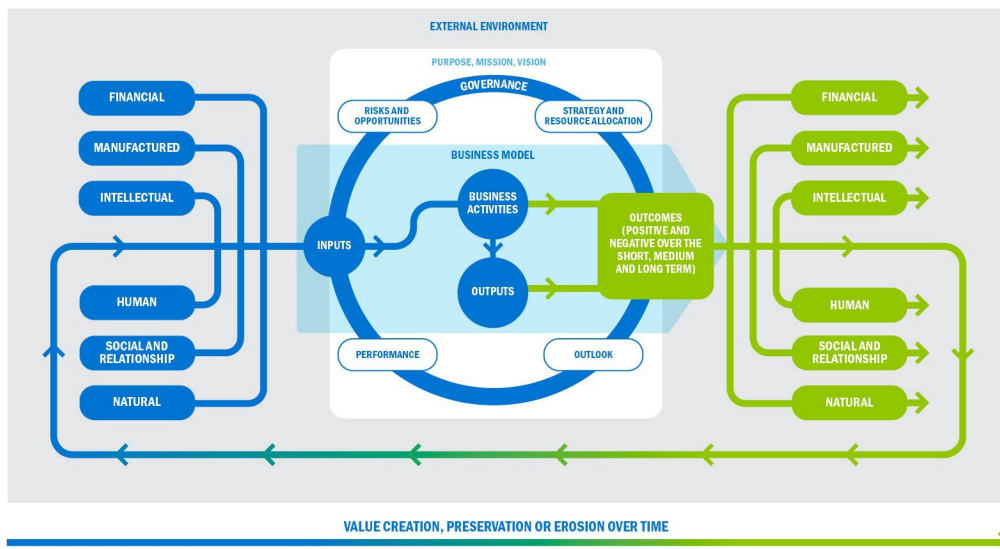 EXTERNAL ENVIRONMENT
PURPOSE, MISSION, VISION
GOVERNANCE
RISKS AND
OPPORTUNITIES
STRATEGY AND
RESOURCE ALLOCATION
FINANCIAL
MANUFACTURED
INTELLECTUAL
HUMAN
SOCIAL AND
RELATIONSHIP
NATURAL
BUSINESS MODEL
INPUTS
BUSINESS
ACTIVITIES
OUTPUTS
OUTCOMES
(POSITIVE AND
NEGATIVE OVER THE
SHORT, MEDIUM
AND LONG TERM)
PERFORMANCE
OUTLOOK
FINANCIAL
MANUFACTURED
INTELLECTUAL
HUMAN
SOCIAL AND
RELATIONSHIP
NATURAL
VALUE CREATION, PRESERVATION OR EROSION OVER TIME